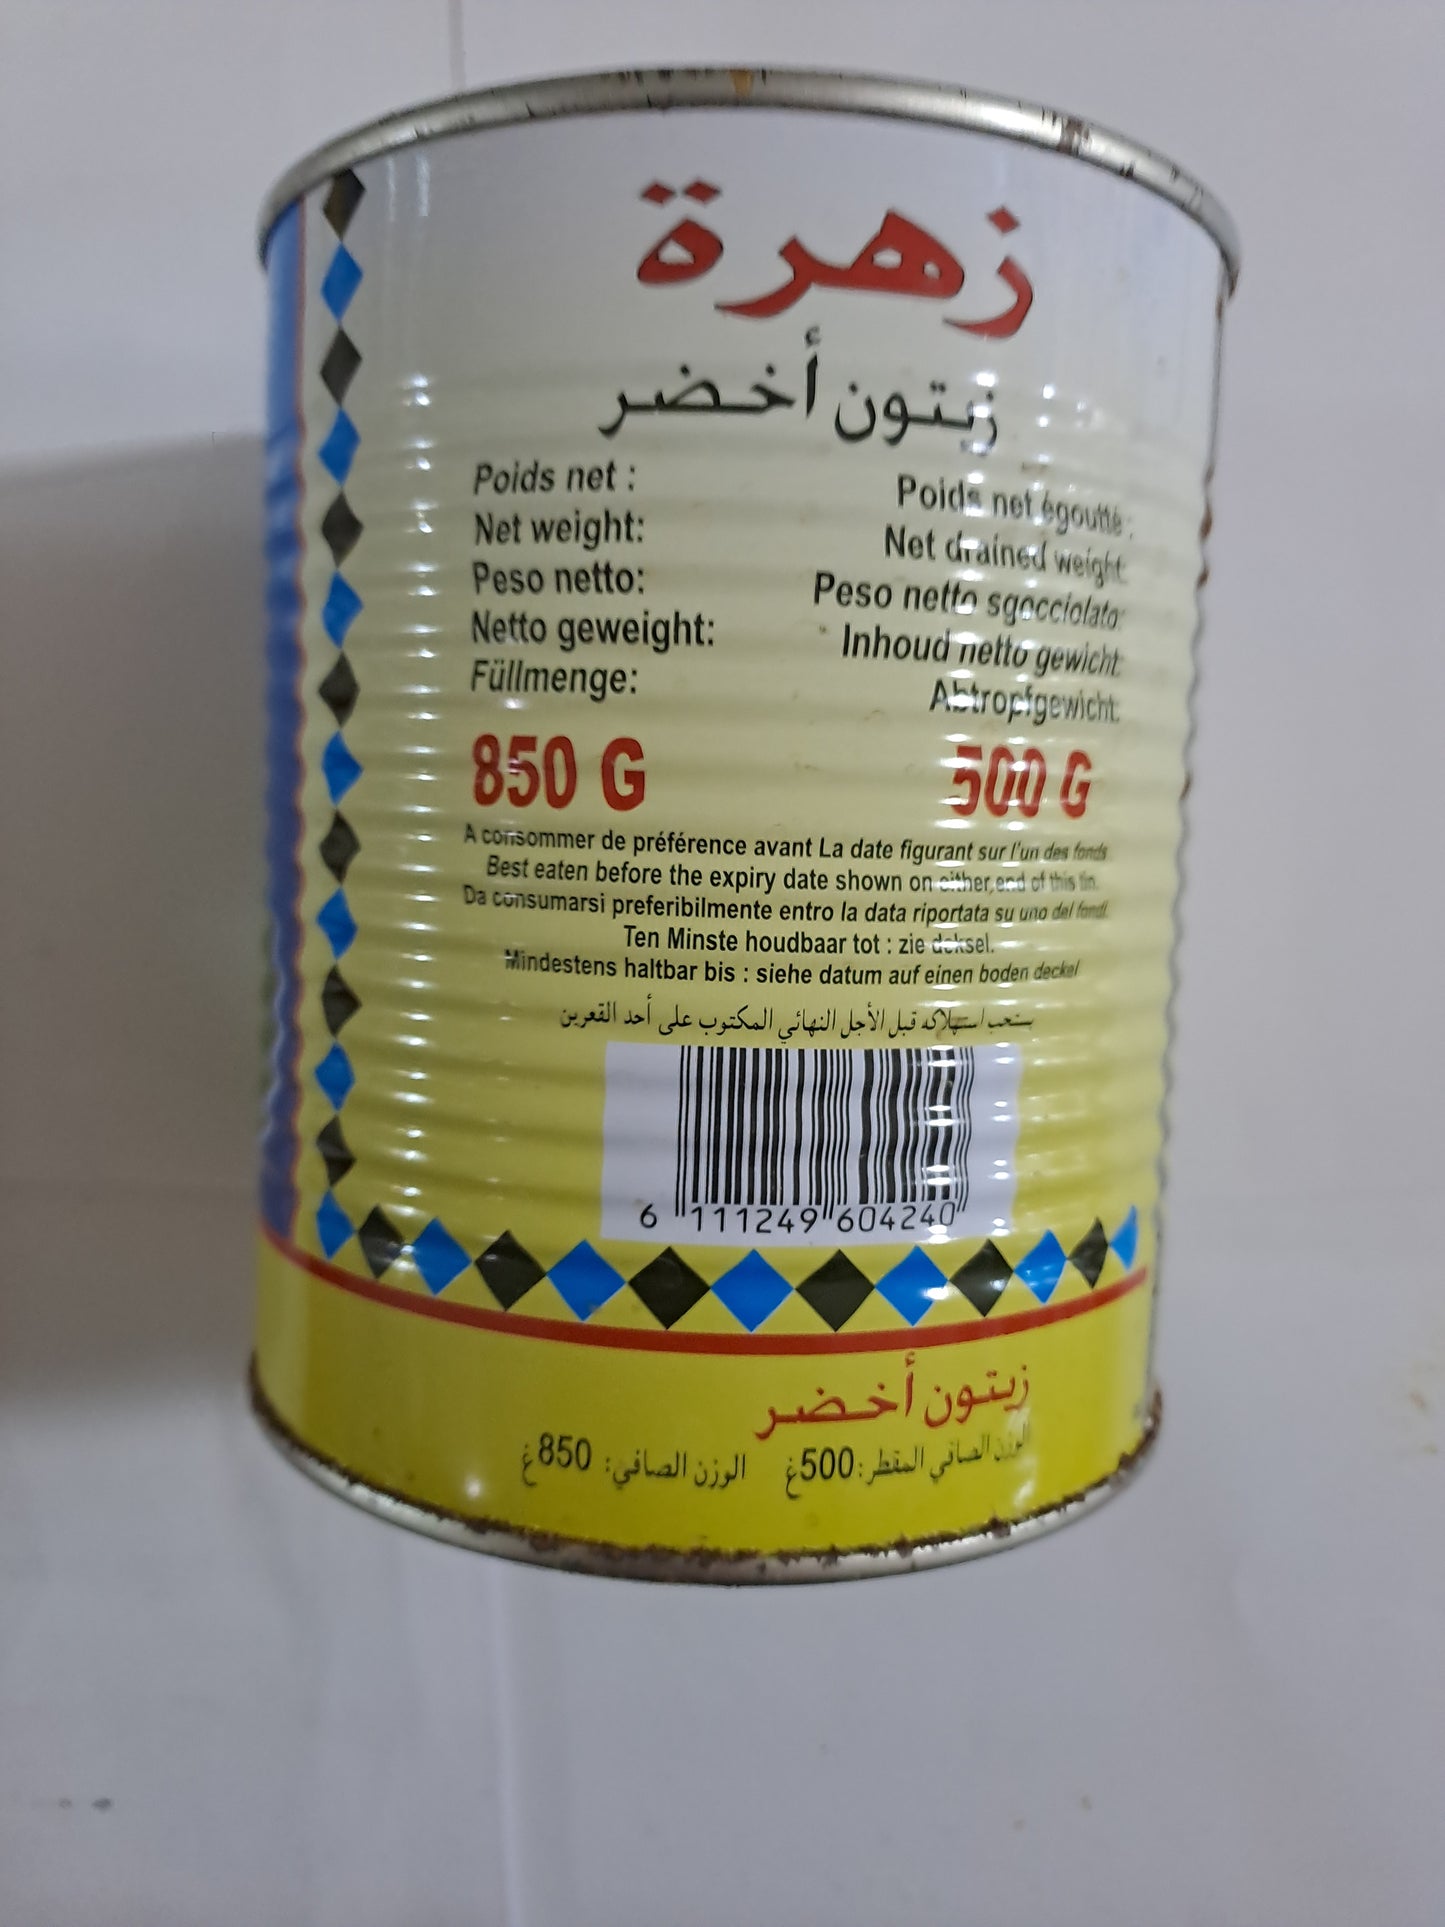 زهرة
زيتون أخضر
Poids net :
Net weight:
Peso netto:
Netto geweight:
Füllmenge:
850 G
Poids net égoutté :
Net drained weight:
Peso netto sgocciolato:
Inhoud netto gewicht:
Abtropfgewicht:
500 G
A consommer de préférence avant La date figurant sur l'un des fonds
Best eaten before the expiry date shown on either end of this tin.
Da consumarsi preferibilmente entro la data riportata su uno dei fondi.
Ten Minste houdbaar tot : zie deksel.
Mindestens haltbar bis : siehe datum auf einen boden deckel
يستحب استهلاكه قبل الأجل النهائي المكتوب على أحد القعرين
6 111249 604240
زيتون أخضر
الوزن الصافي المقطر: 500غ الوزن الصافي: 850غ